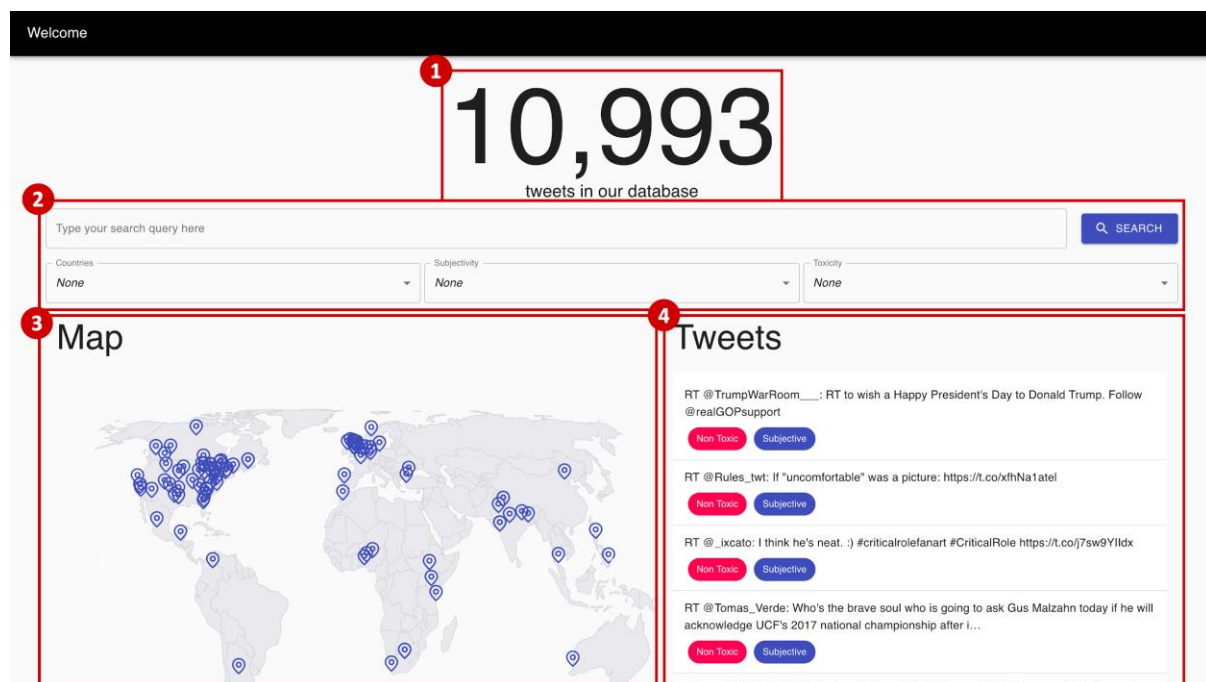 Welcome
1
10,993
tweets in our database
2
Type your search query here
SEARCH
Countries
None
Subjectivity
None
Toxicity
None
3
Map
4
Tweets
RT @TrumpWarRoom___: RT to wish a Happy President's Day to Donald Trump. Follow
@realGOPsupport
Non Toxic
Subjective
RT @Rules_twt: If "uncomfortable" was a picture: https://t.co/xfhNa1atel
Non Toxic
Subjective
RT @_ixcato: I think he's neat. :) #criticalrolefanart #CriticalRole https://t.co/j7sw9YIIdx
Non Toxic
Subjective
RT @Tomas_Verde: Who's the brave soul who is going to ask Gus Malzahn today if he will
acknowledge UCF's 2017 national championship after i…
Non Toxic
Subjective